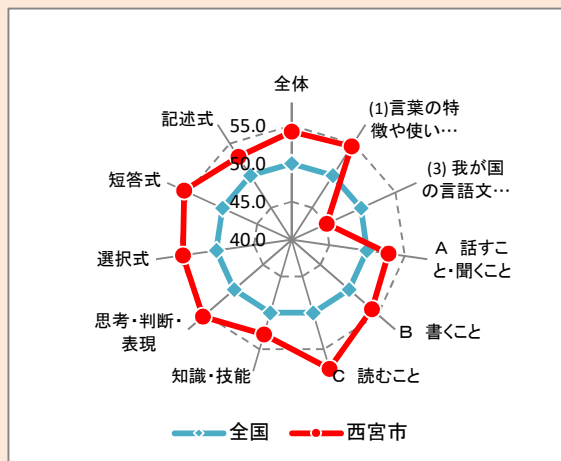 全体
(1)言葉の特
徴や使い…
(3) 我が国
の言語文…
A 話すこ
と・聞くこと
B 書くこと
C 読むこと
知識・技能
思考・判断・
表現
選択式
短答式
記述式
55.0
50.0
45.0
40.0
全国
西宮市